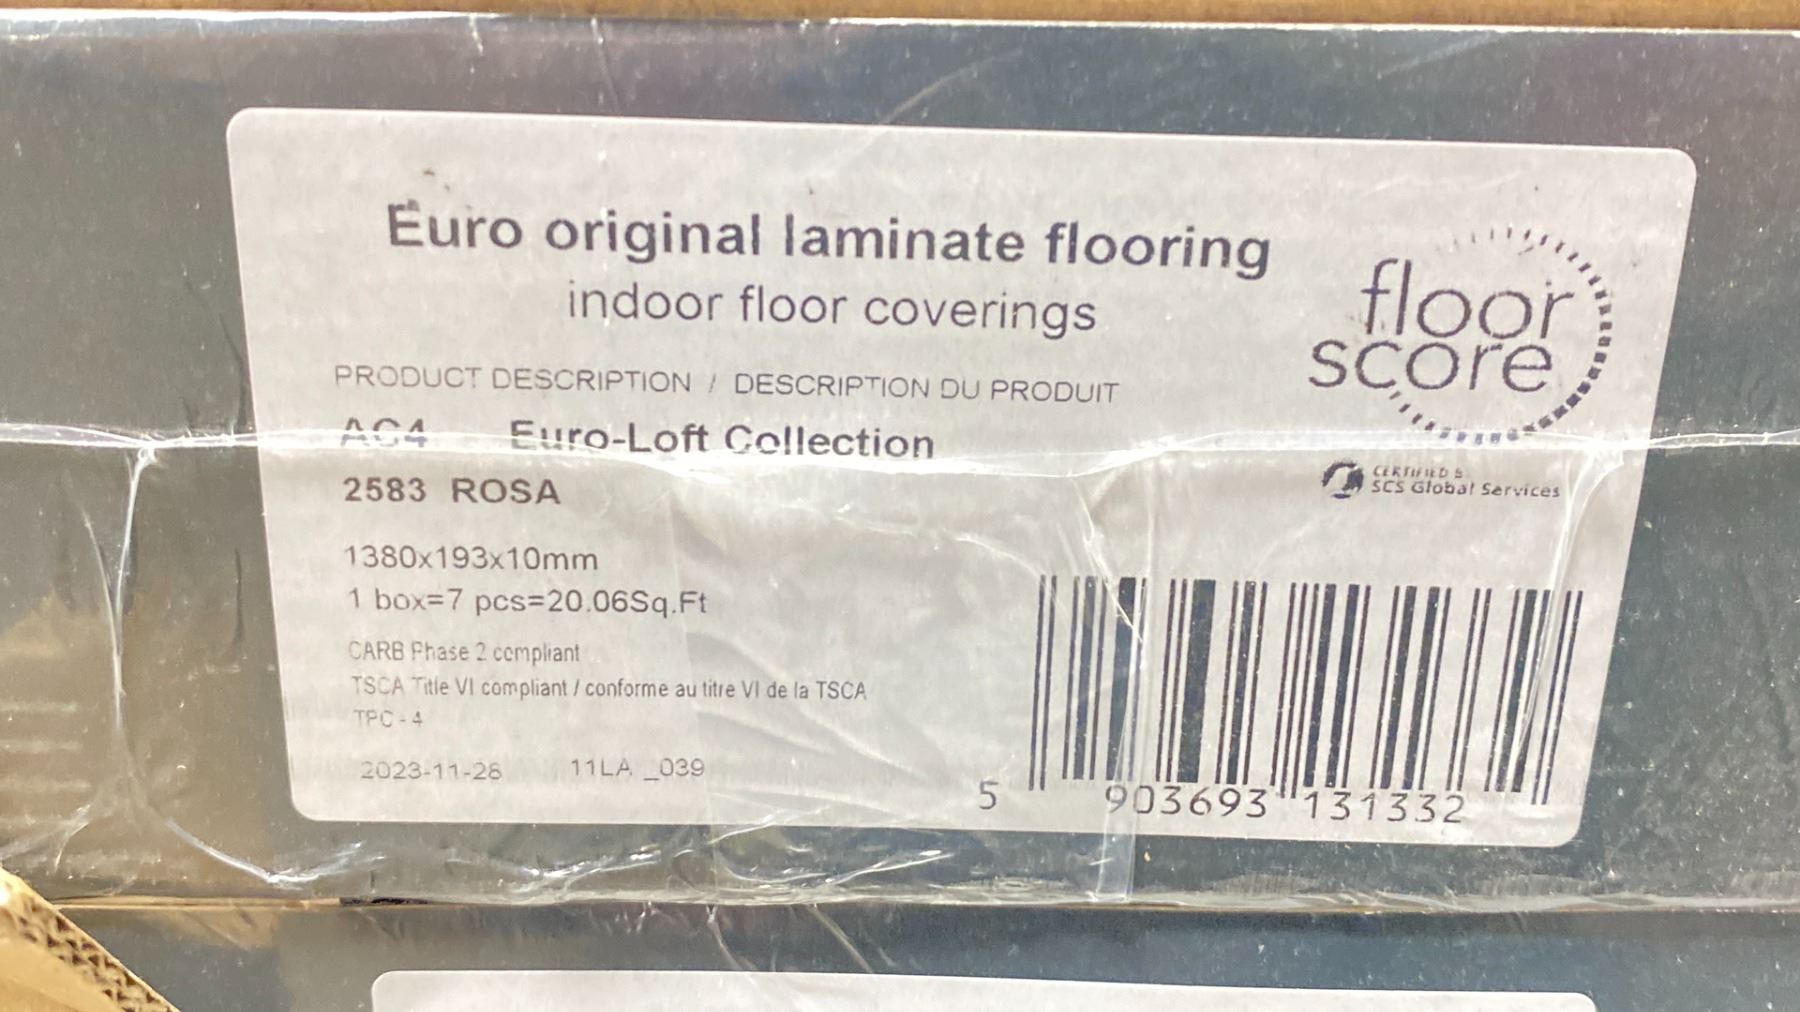 Euro original laminate flooring
indoor floor coverings
floor
score
PRODUCT DESCRIPTION / DESCRIPTION DU PRODUIT
AC4 Euro-Loft Collection
2583 ROSA
CERTIFIED
SCS Global Services
1380x193x10mm
1 box=7 pcs=20.06Sq.Ft
CARB Phase 2 compliant
TSCA Title VI compliant / conforme au titre VI de la TSCA
TPC - 4
2023-11-28 11LA _039
5 903693 131332